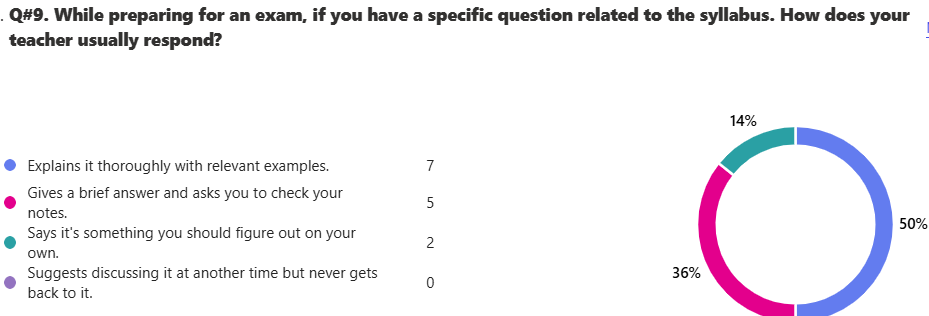 . Q#9. While preparing for an exam, if you have a specific question related to the syllabus. How does your
teacher usually respond?
14%
Explains it thoroughly with relevant examples. 7
Gives a brief answer and asks you to check your
notes. 5
Says it's something you should figure out on your
own. 2
50%
Suggests discussing it at another time but never gets
back to it. 0
36%